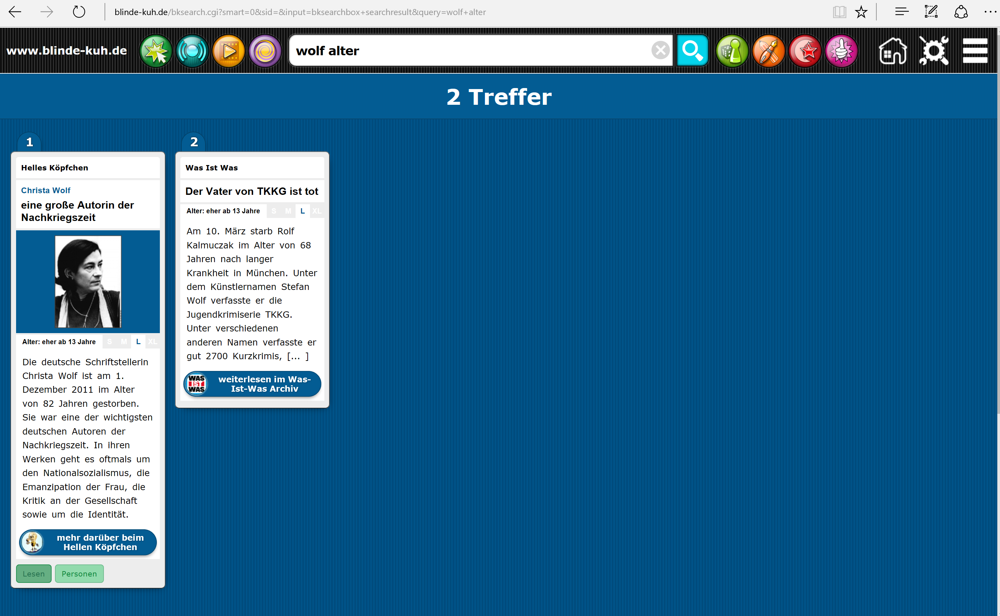 blinde-kuh.de/bksearch.cgi?smart=0&sid=&input=bksearchbox+searchresult&query=wolf+alter
www.blinde-kuh.de
wolf alter
2 Treffer
1
Helles Köpfchen
Christa Wolf
eine große Autorin der
Nachkriegszeit
Alter: eher ab 13 Jahre S M L XL
Die deutsche Schriftstellerin
Christa Wolf ist am 1.
Dezember 2011 im Alter
von 82 Jahren gestorben.
Sie war eine der wichtigsten
deutschen Autoren der
Nachkriegszeit. In ihren
Werken geht es oftmals um
den Nationalsozialismus, die
Emanzipation der Frau, die
Kritik an der Gesellschaft
sowie um die Identität.
mehr darüber beim
Hellen Köpfchen
Lesen Personen
2
Was Ist Was
Der Vater von TKKG ist tot
Alter: eher ab 13 Jahre S M L XL
Am 10. März starb Rolf
Kalmuczak im Alter von 68
Jahren nach langer
Krankheit in München. Unter
dem Künstlernamen Stefan
Wolf verfasste er die
Jugendkrimiserie TKKG.
Unter verschiedenen
anderen Namen verfasste er
gut 2700 Kurzkrimis, [... ]
WAS
IST
WAS
weiterlesen im Was-
Ist-Was Archiv